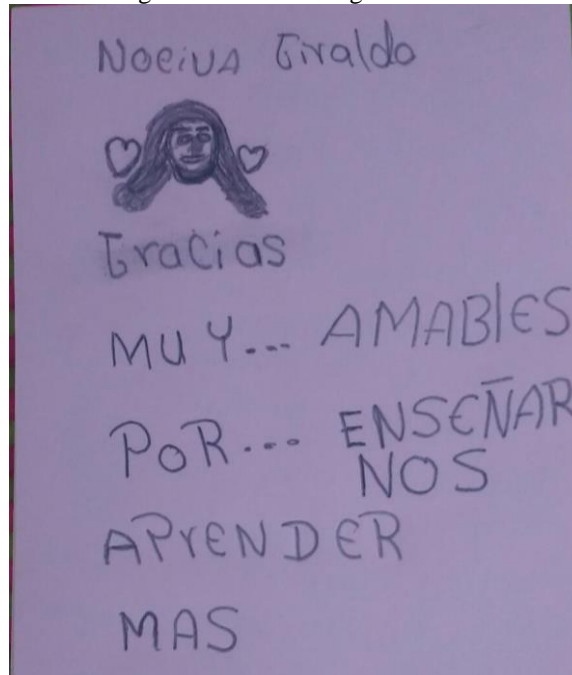 Noeiva Giraldo
Gracias
MUY... AMABlES
PoR... ENSEÑAR
NOS
APrENDER
MAS